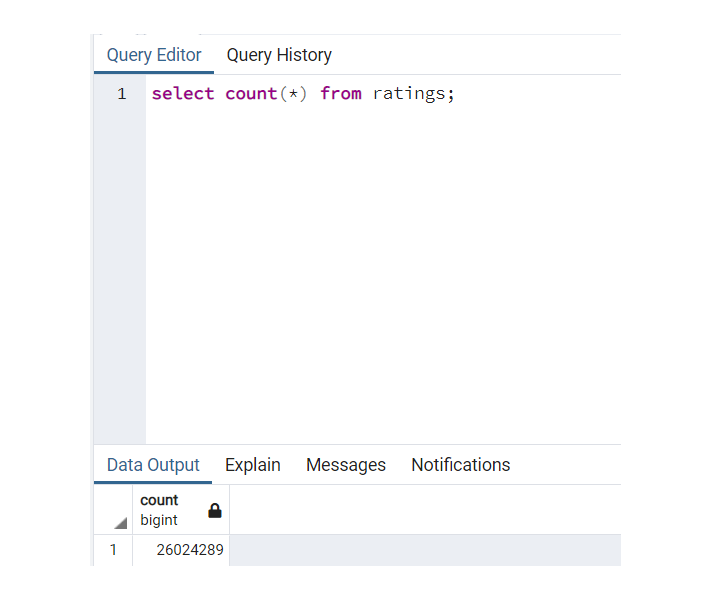 Query Editor Query History
1 select count(*) from ratings;
Data Output Explain Messages Notifications
count
bigint
1 26024289